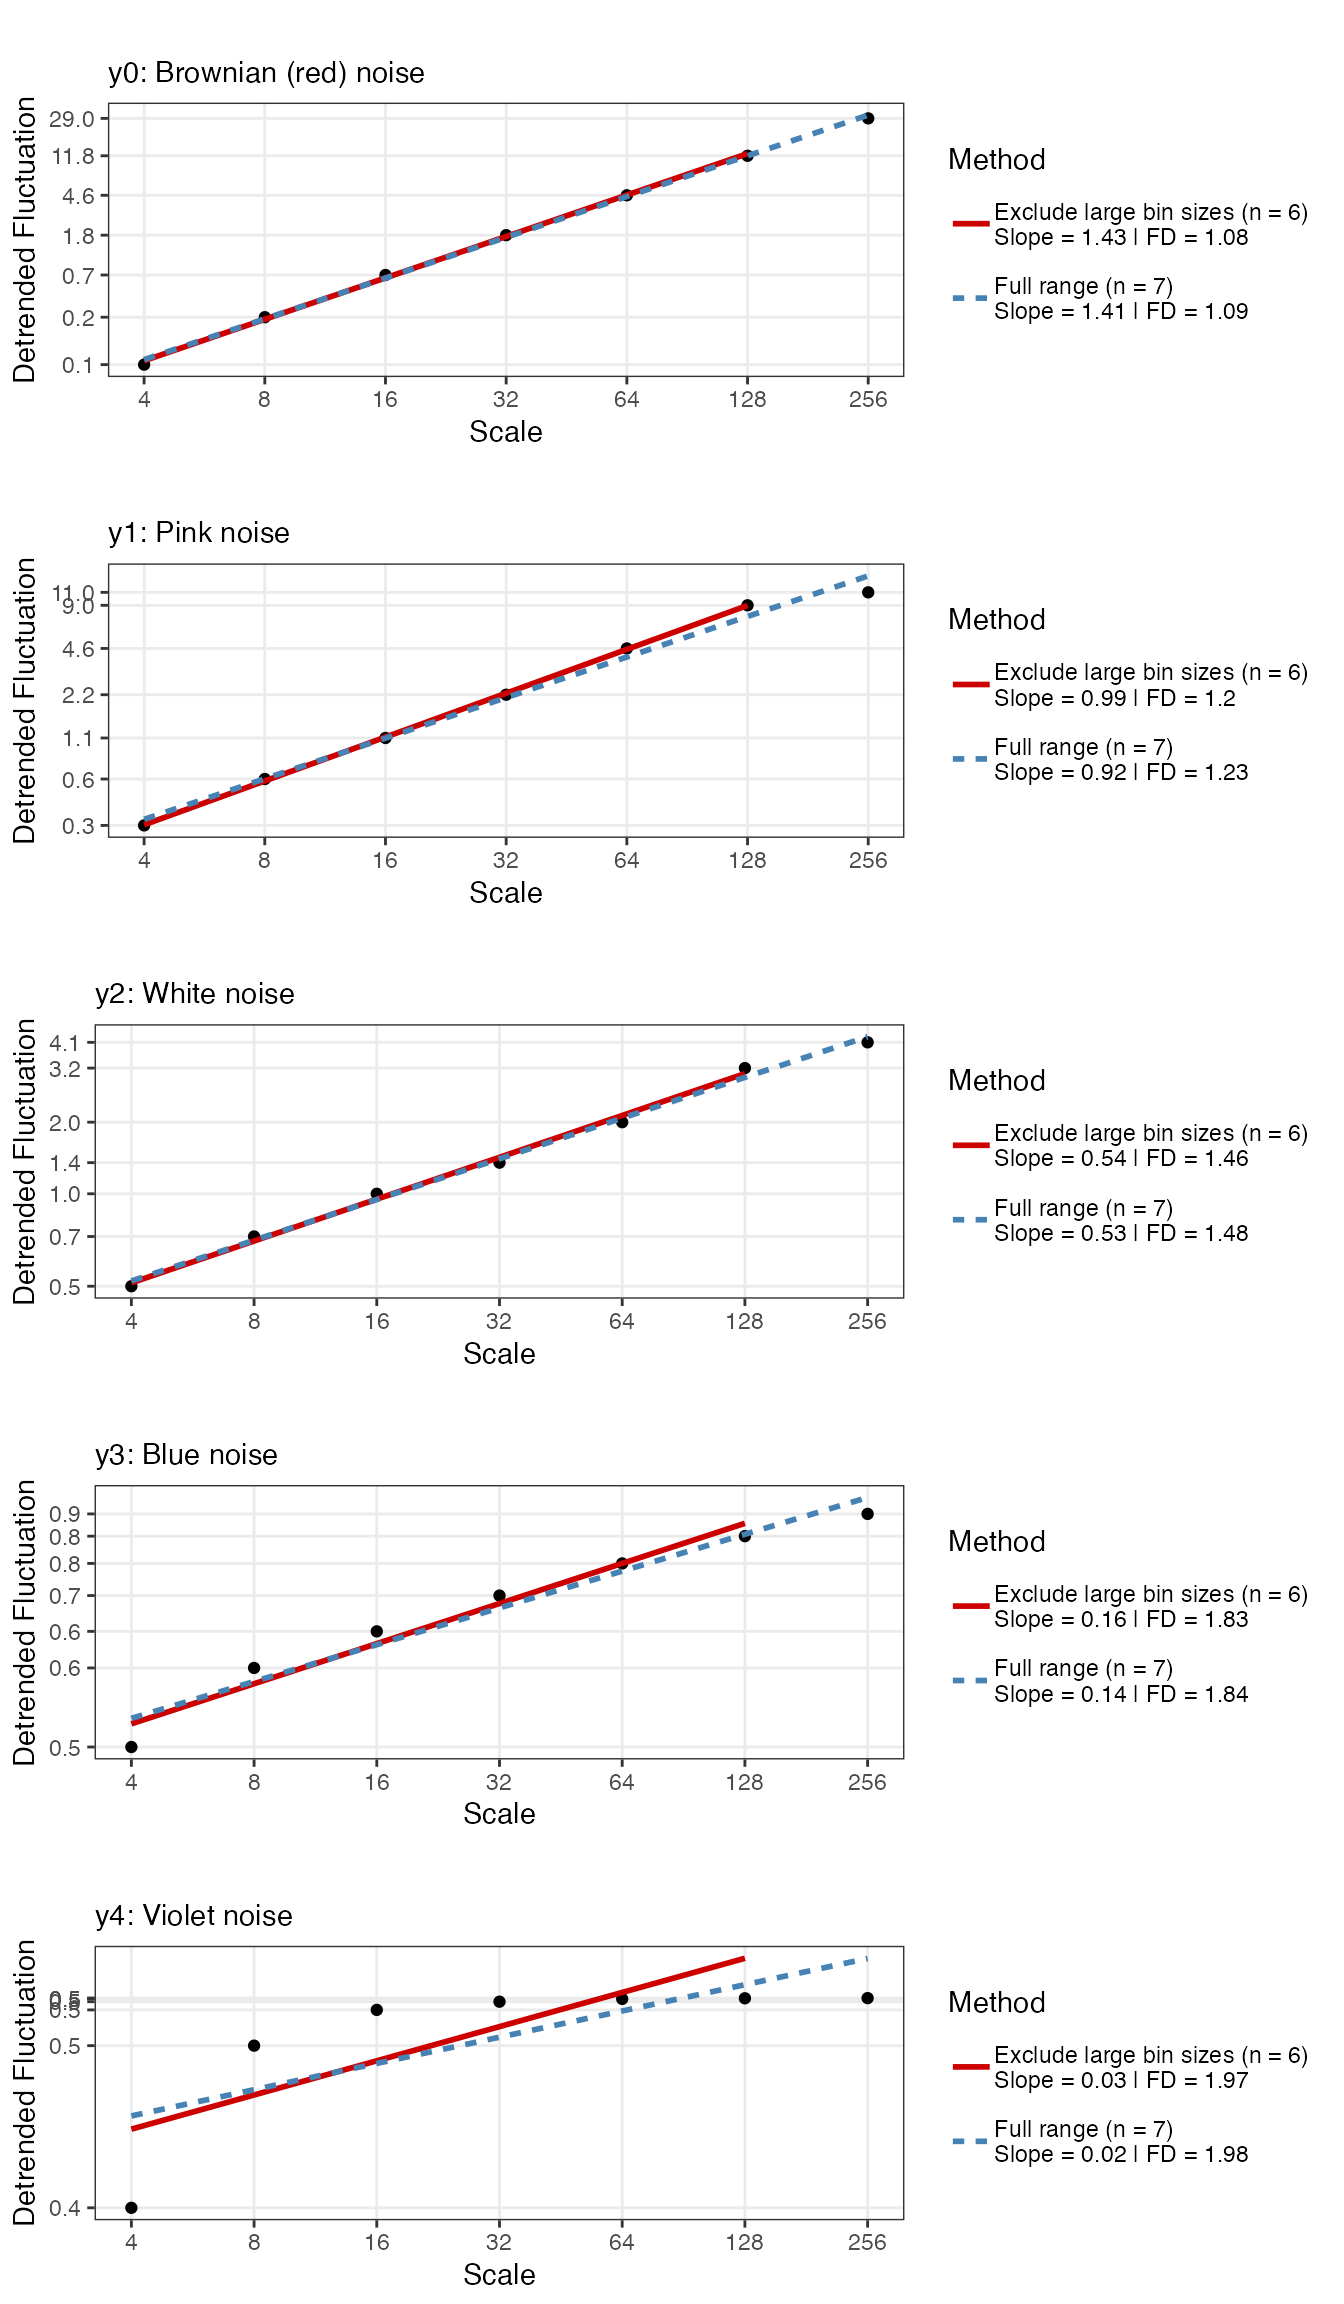 y0: Brownian (red) noise
Detrended Fluctuation
29.0
11.8
4.6
1.8
0.7
0.2
0.1
4 8 16 32 64 128 256
Scale
Method
Exclude large bin sizes (n = 6)
Slope = 1.43 | FD = 1.08
Full range (n = 7)
Slope = 1.41 | FD = 1.09
y1: Pink noise
Detrended Fluctuation
11.0
9.0
4.6
2.2
1.1
0.6
0.3
4 8 16 32 64 128 256
Scale
Method
Exclude large bin sizes (n = 6)
Slope = 0.99 | FD = 1.2
Full range (n = 7)
Slope = 0.92 | FD = 1.23
y2: White noise
Detrended Fluctuation
4.1
3.2
2.0
1.4
1.0
0.7
0.5
4 8 16 32 64 128 256
Scale
Method
Exclude large bin sizes (n = 6)
Slope = 0.54 | FD = 1.46
Full range (n = 7)
Slope = 0.53 | FD = 1.48
y3: Blue noise
Detrended Fluctuation
0.9
0.8
0.8
0.7
0.6
0.6
0.5
4 8 16 32 64 128 256
Scale
Method
Exclude large bin sizes (n = 6)
Slope = 0.16 | FD = 1.83
Full range (n = 7)
Slope = 0.14 | FD = 1.84
y4: Violet noise
Detrended Fluctuation
0.5
0.5
0.4
4 8 16 32 64 128 256
Scale
Method
Exclude large bin sizes (n = 6)
Slope = 0.03 | FD = 1.97
Full range (n = 7)
Slope = 0.02 | FD = 1.98